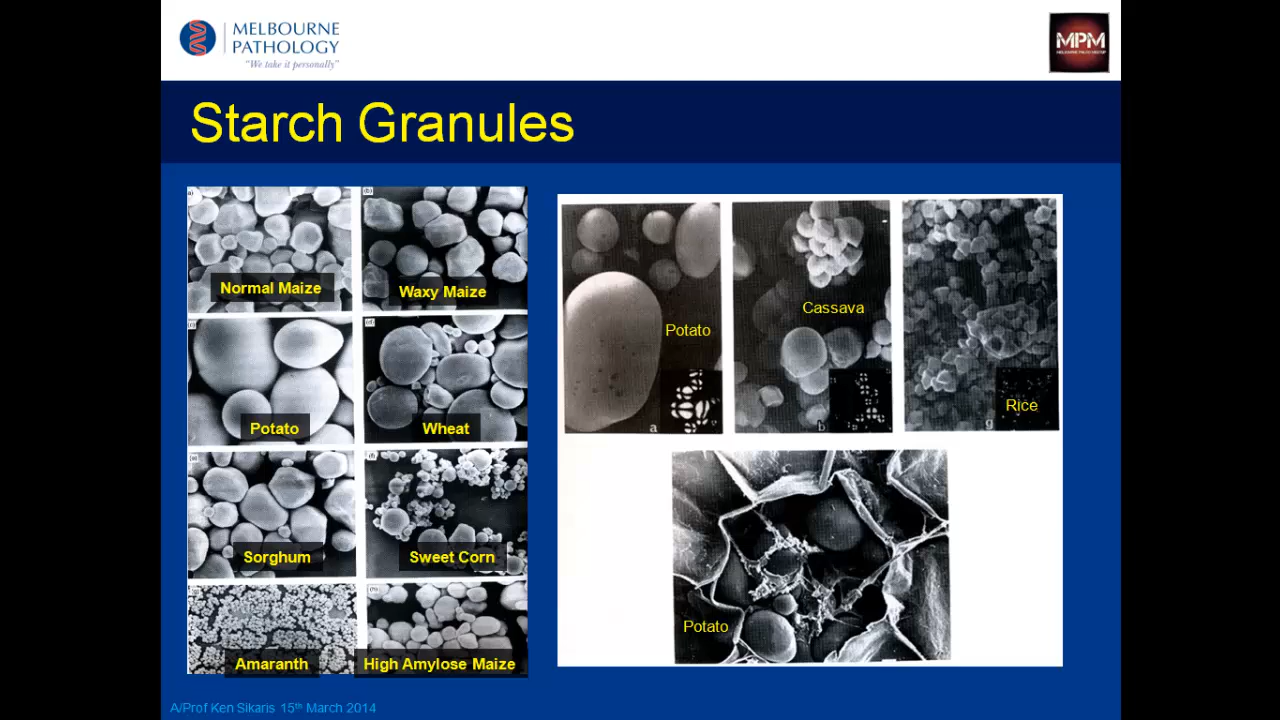 MELBOURNE
PATHOLOGY
"We take it personally"
MPM
Starch Granules
Normal Maize
Waxy Maize
Potato
Wheat
Sorghum
Sweet Corn
Amaranth
High Amylose Maize
Potato
a
Cassava
b
Rice
g
Potato
A/Prof Ken Sikaris 15th March 2014